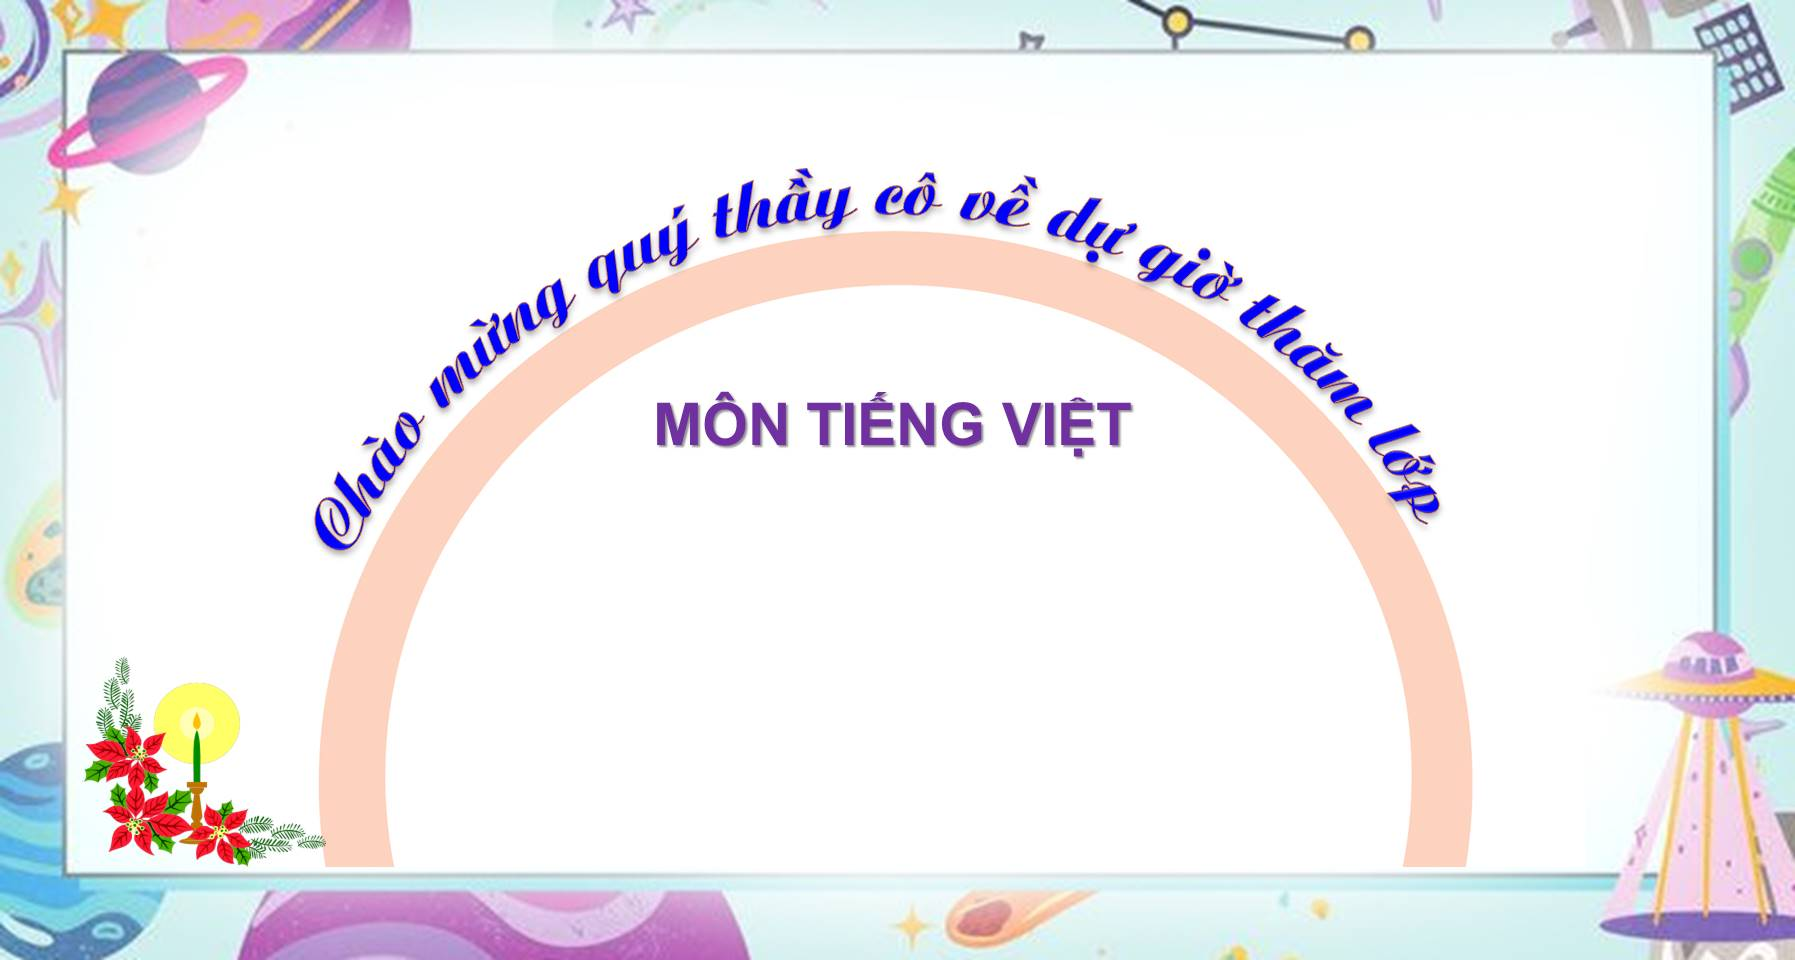 Chào mừng quý thầy cô về dự giờ thăm lớp
MÔN TIẾNG VIỆT